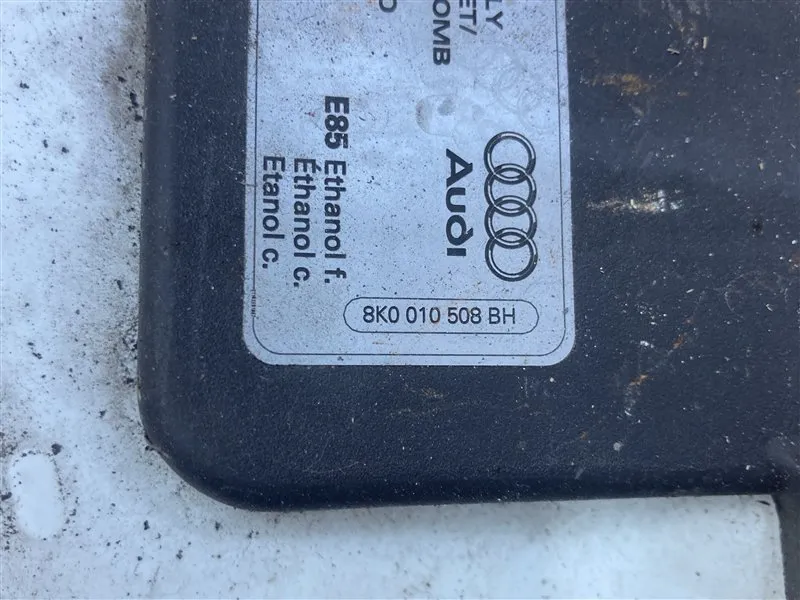 LY
ET/
OMB
O
E85 Ethanol f.
Éthanol c.
Etanol c.
Audi
8K0 010 508 BH